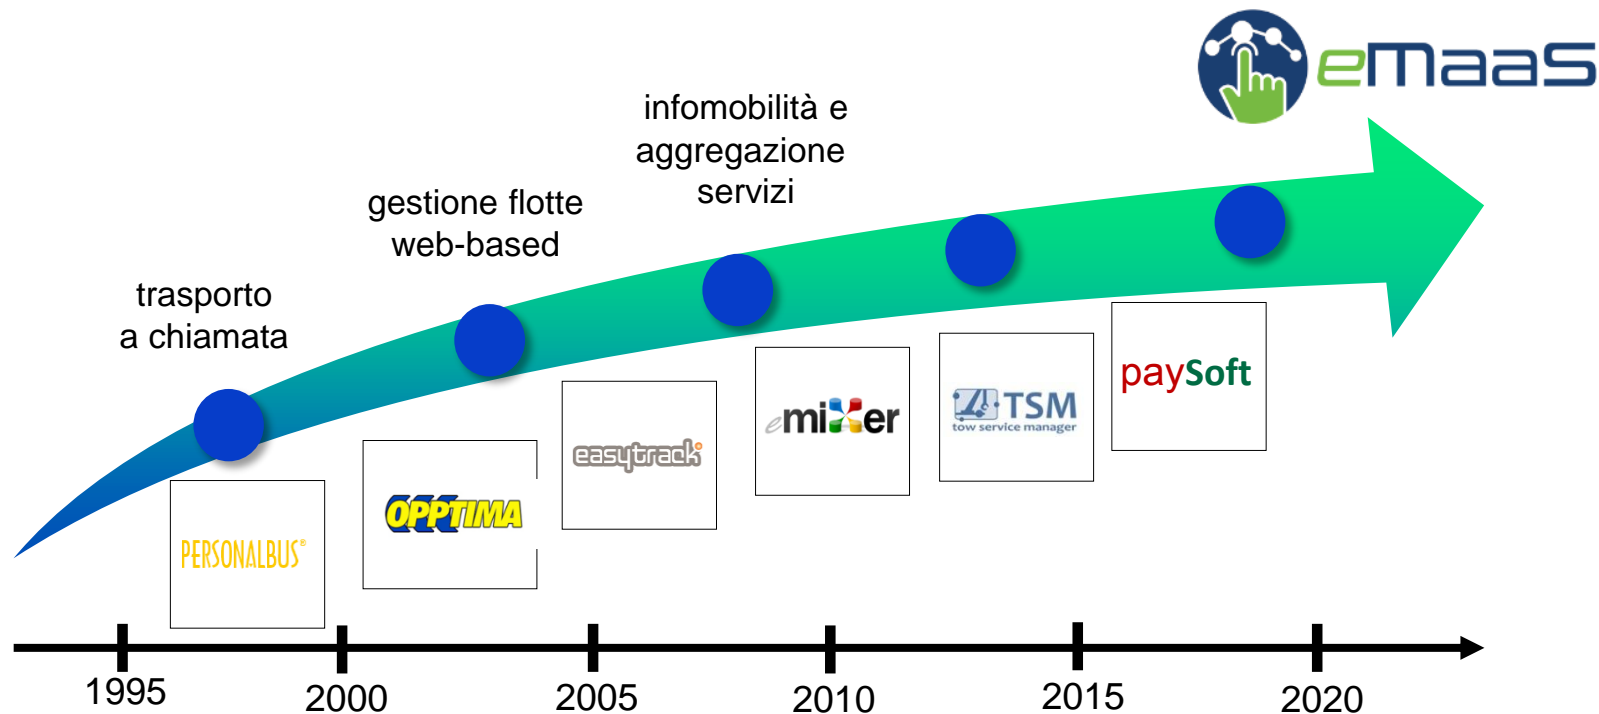 eMaaS
infomobilità e
aggregazione
servizi
gestione flotte
web-based
trasporto
a chiamata
PERSONALBUS®
OPPTIMA
easytrack
emixer
TSM
tow service manager
paySoft
1995
2000
2005
2010
2015
2020